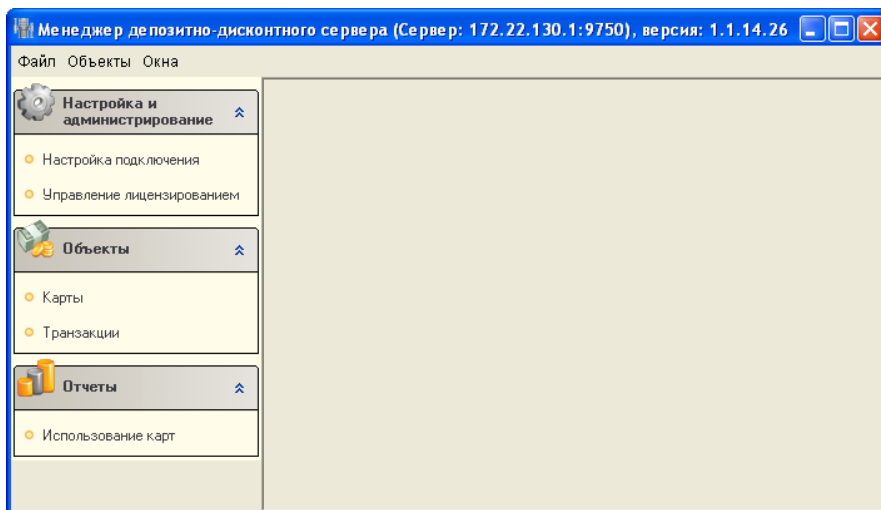 Менеджер депозитно-дисконтного сервера (Сервер: 172.22.130.1:9750), версия: 1.1.14.26
Файл Объекты Окна
Настройка и
администрирование
Настройка подключения
Управление лицензированием
Объекты
Карты
Транзакции
Отчеты
Использование карт